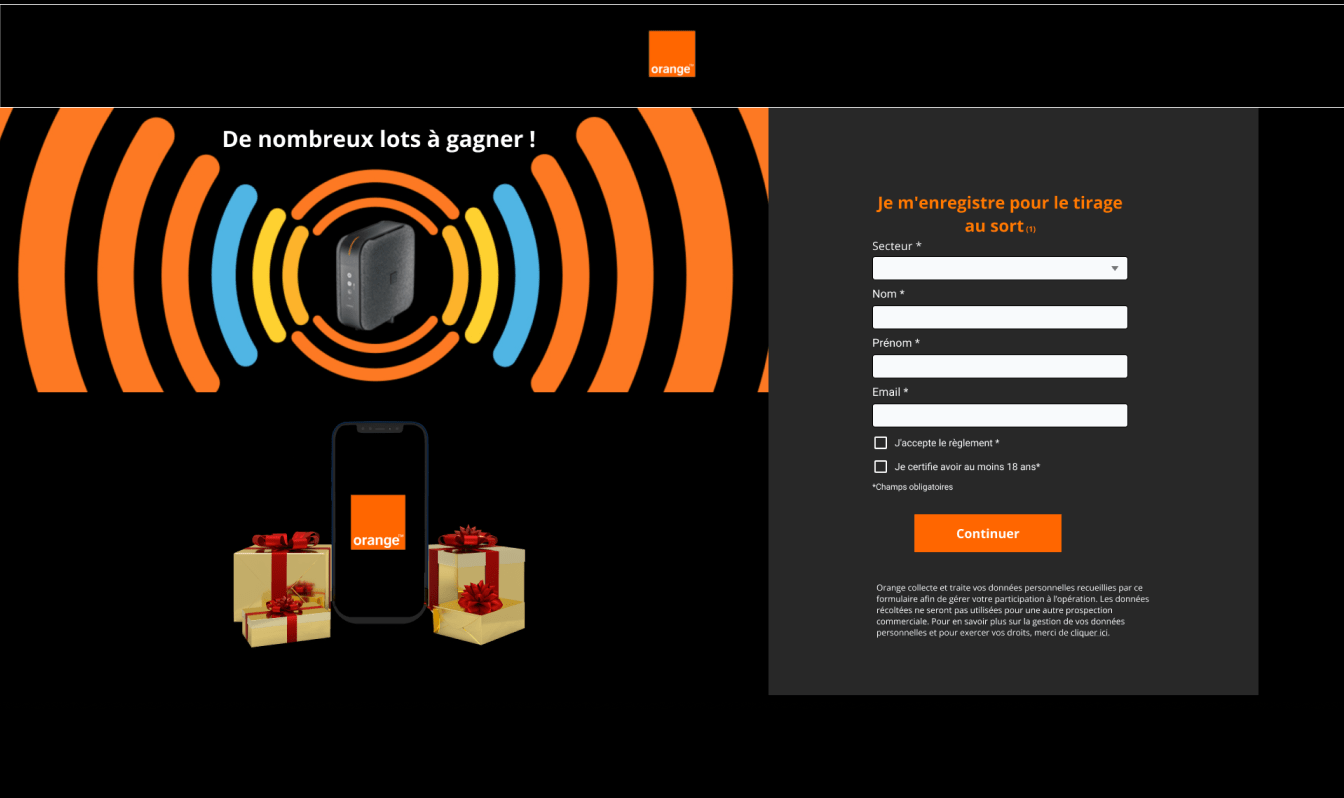 orange™
De nombreux lots à gagner !
orange™
Je m'enregistre pour le tirage
au sort (1)
Secteur *
Nom *
Prénom *
Email *
J'accepte le règlement *
Je certifie avoir au moins 18 ans*
*Champs obligatoires
Continuer
Orange collecte et traite vos données personnelles recueillies par ce
formulaire afin de gérer votre participation à l'opération. Les données
récoltées ne seront pas utilisées pour une autre prospection
commerciale. Pour en savoir plus sur la gestion de vos données
personnelles et pour exercer vos droits, merci de cliquer ici.